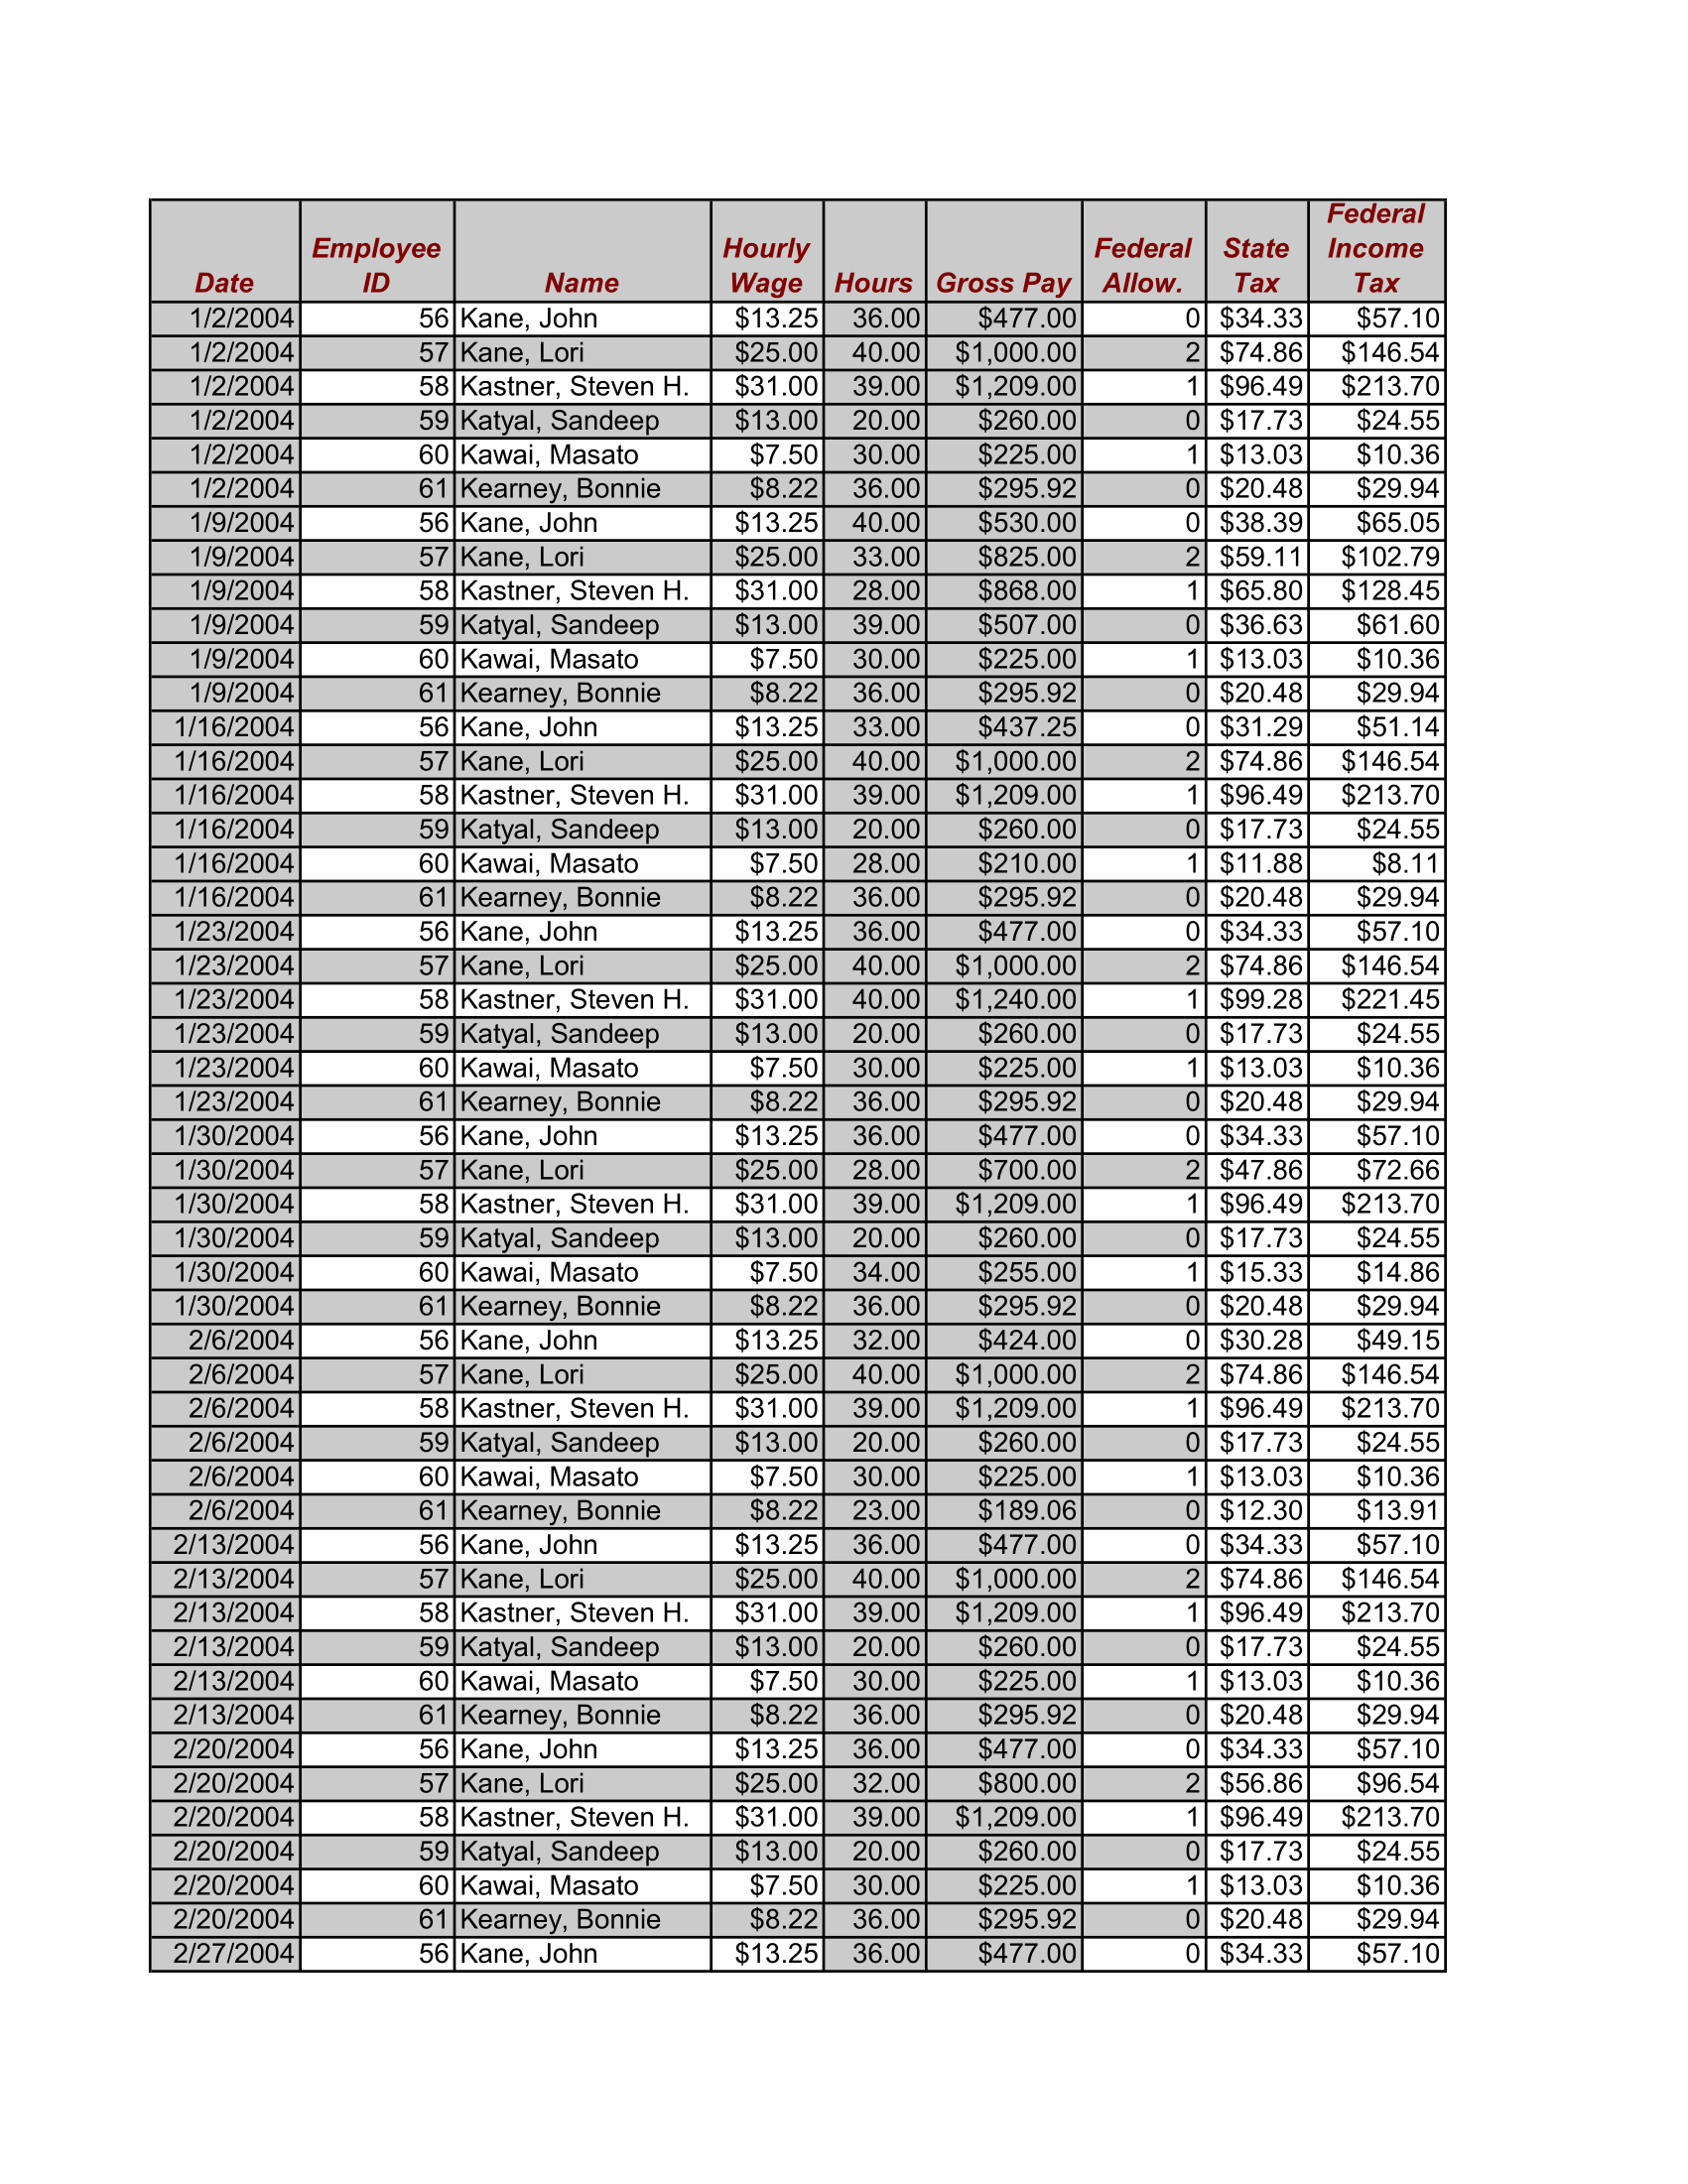 Date Employee ID Name Hourly Wage Hours Gross Pay Federal Allow. State Tax Federal Income Tax
1/2/2004 56 Kane, John $13.25 36.00 $477.00 0 $34.33 $57.10
1/2/2004 57 Kane, Lori $25.00 40.00 $1,000.00 2 $74.86 $146.54
1/2/2004 58 Kastner, Steven H. $31.00 39.00 $1,209.00 1 $96.49 $213.70
1/2/2004 59 Katyal, Sandeep $13.00 20.00 $260.00 0 $17.73 $24.55
1/2/2004 60 Kawai, Masato $7.50 30.00 $225.00 1 $13.03 $10.36
1/2/2004 61 Kearney, Bonnie $8.22 36.00 $295.92 0 $20.48 $29.94
1/9/2004 56 Kane, John $13.25 40.00 $530.00 0 $38.39 $65.05
1/9/2004 57 Kane, Lori $25.00 33.00 $825.00 2 $59.11 $102.79
1/9/2004 58 Kastner, Steven H. $31.00 28.00 $868.00 1 $65.80 $128.45
1/9/2004 59 Katyal, Sandeep $13.00 39.00 $507.00 0 $36.63 $61.60
1/9/2004 60 Kawai, Masato $7.50 30.00 $225.00 1 $13.03 $10.36
1/9/2004 61 Kearney, Bonnie $8.22 36.00 $295.92 0 $20.48 $29.94
1/16/2004 56 Kane, John $13.25 33.00 $437.25 0 $31.29 $51.14
1/16/2004 57 Kane, Lori $25.00 40.00 $1,000.00 2 $74.86 $146.54
1/16/2004 58 Kastner, Steven H. $31.00 39.00 $1,209.00 1 $96.49 $213.70
1/16/2004 59 Katyal, Sandeep $13.00 20.00 $260.00 0 $17.73 $24.55
1/16/2004 60 Kawai, Masato $7.50 28.00 $210.00 1 $11.88 $8.11
1/16/2004 61 Kearney, Bonnie $8.22 36.00 $295.92 0 $20.48 $29.94
1/23/2004 56 Kane, John $13.25 36.00 $477.00 0 $34.33 $57.10
1/23/2004 57 Kane, Lori $25.00 40.00 $1,000.00 2 $74.86 $146.54
1/23/2004 58 Kastner, Steven H. $31.00 40.00 $1,240.00 1 $99.28 $221.45
1/23/2004 59 Katyal, Sandeep $13.00 20.00 $260.00 0 $17.73 $24.55
1/23/2004 60 Kawai, Masato $7.50 30.00 $225.00 1 $13.03 $10.36
1/23/2004 61 Kearney, Bonnie $8.22 36.00 $295.92 0 $20.48 $29.94
1/30/2004 56 Kane, John $13.25 36.00 $477.00 0 $34.33 $57.10
1/30/2004 57 Kane, Lori $25.00 28.00 $700.00 2 $47.86 $72.66
1/30/2004 58 Kastner, Steven H. $31.00 39.00 $1,209.00 1 $96.49 $213.70
1/30/2004 59 Katyal, Sandeep $13.00 20.00 $260.00 0 $17.73 $24.55
1/30/2004 60 Kawai, Masato $7.50 34.00 $255.00 1 $15.33 $14.86
1/30/2004 61 Kearney, Bonnie $8.22 36.00 $295.92 0 $20.48 $29.94
2/6/2004 56 Kane, John $13.25 32.00 $424.00 0 $30.28 $49.15
2/6/2004 57 Kane, Lori $25.00 40.00 $1,000.00 2 $74.86 $146.54
2/6/2004 58 Kastner, Steven H. $31.00 39.00 $1,209.00 1 $96.49 $213.70
2/6/2004 59 Katyal, Sandeep $13.00 20.00 $260.00 0 $17.73 $24.55
2/6/2004 60 Kawai, Masato $7.50 30.00 $225.00 1 $13.03 $10.36
2/6/2004 61 Kearney, Bonnie $8.22 23.00 $189.06 0 $12.30 $13.91
2/13/2004 56 Kane, John $13.25 36.00 $477.00 0 $34.33 $57.10
2/13/2004 57 Kane, Lori $25.00 40.00 $1,000.00 2 $74.86 $146.54
2/13/2004 58 Kastner, Steven H. $31.00 39.00 $1,209.00 1 $96.49 $213.70
2/13/2004 59 Katyal, Sandeep $13.00 20.00 $260.00 0 $17.73 $24.55
2/13/2004 60 Kawai, Masato $7.50 30.00 $225.00 1 $13.03 $10.36
2/13/2004 61 Kearney, Bonnie $8.22 36.00 $295.92 0 $20.48 $29.94
2/20/2004 56 Kane, John $13.25 36.00 $477.00 0 $34.33 $57.10
2/20/2004 57 Kane, Lori $25.00 32.00 $800.00 2 $56.86 $96.54
2/20/2004 58 Kastner, Steven H. $31.00 39.00 $1,209.00 1 $96.49 $213.70
2/20/2004 59 Katyal, Sandeep $13.00 20.00 $260.00 0 $17.73 $24.55
2/20/2004 60 Kawai, Masato $7.50 30.00 $225.00 1 $13.03 $10.36
2/20/2004 61 Kearney, Bonnie $8.22 36.00 $295.92 0 $20.48 $29.94
2/27/2004 56 Kane, John $13.25 36.00 $477.00 0 $34.33 $57.10